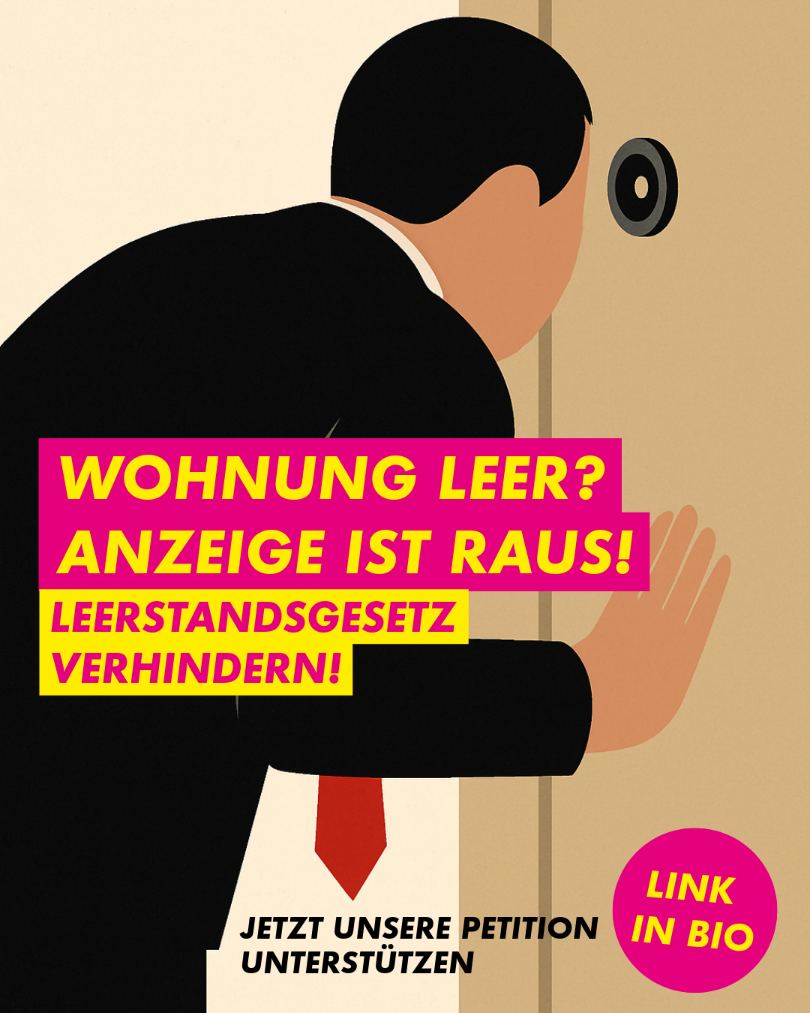 WOHNUNG LEER?
ANZEIGE IST RAUS!
LEERSTANDSGESETZ
VERHINDERN!
JETZT UNSERE PETITION
UNTERSTÜTZEN
LINK
IN BIO